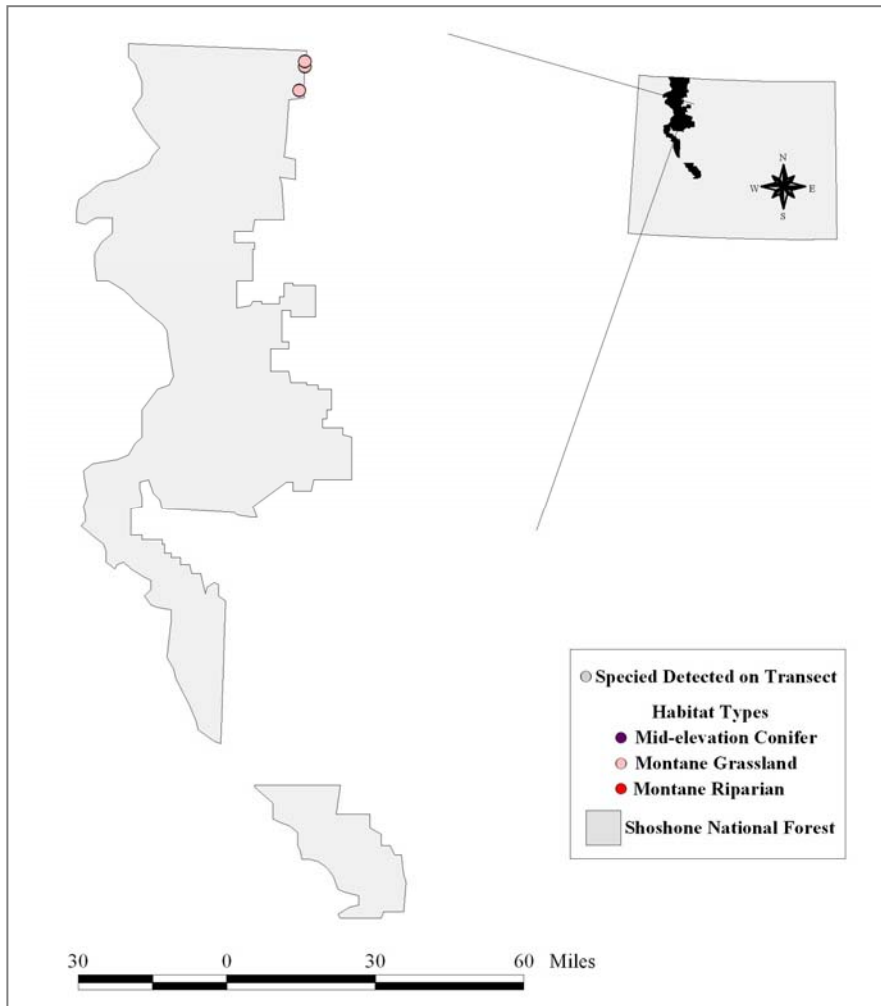 N
W E
S
Specied Detected on Transect
Habitat Types
Mid-elevation Conifer
Montane Grassland
Montane Riparian
Shoshone National Forest
30 0 30 60 Miles